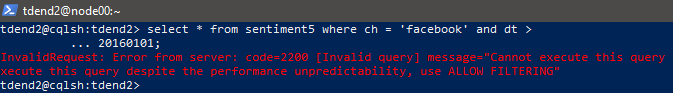 tdend2@node00:~
tdend2@cqlsh:tdend2> select * from sentiment5 where ch = 'facebook' and dt >
... 20160101;
InvalidRequest: Error from server: code=2200 [Invalid query] message="Cannot execute this query
xecute this query despite the performance unpredictability, use ALLOW FILTERING"
tdend2@cqlsh:tdend2>